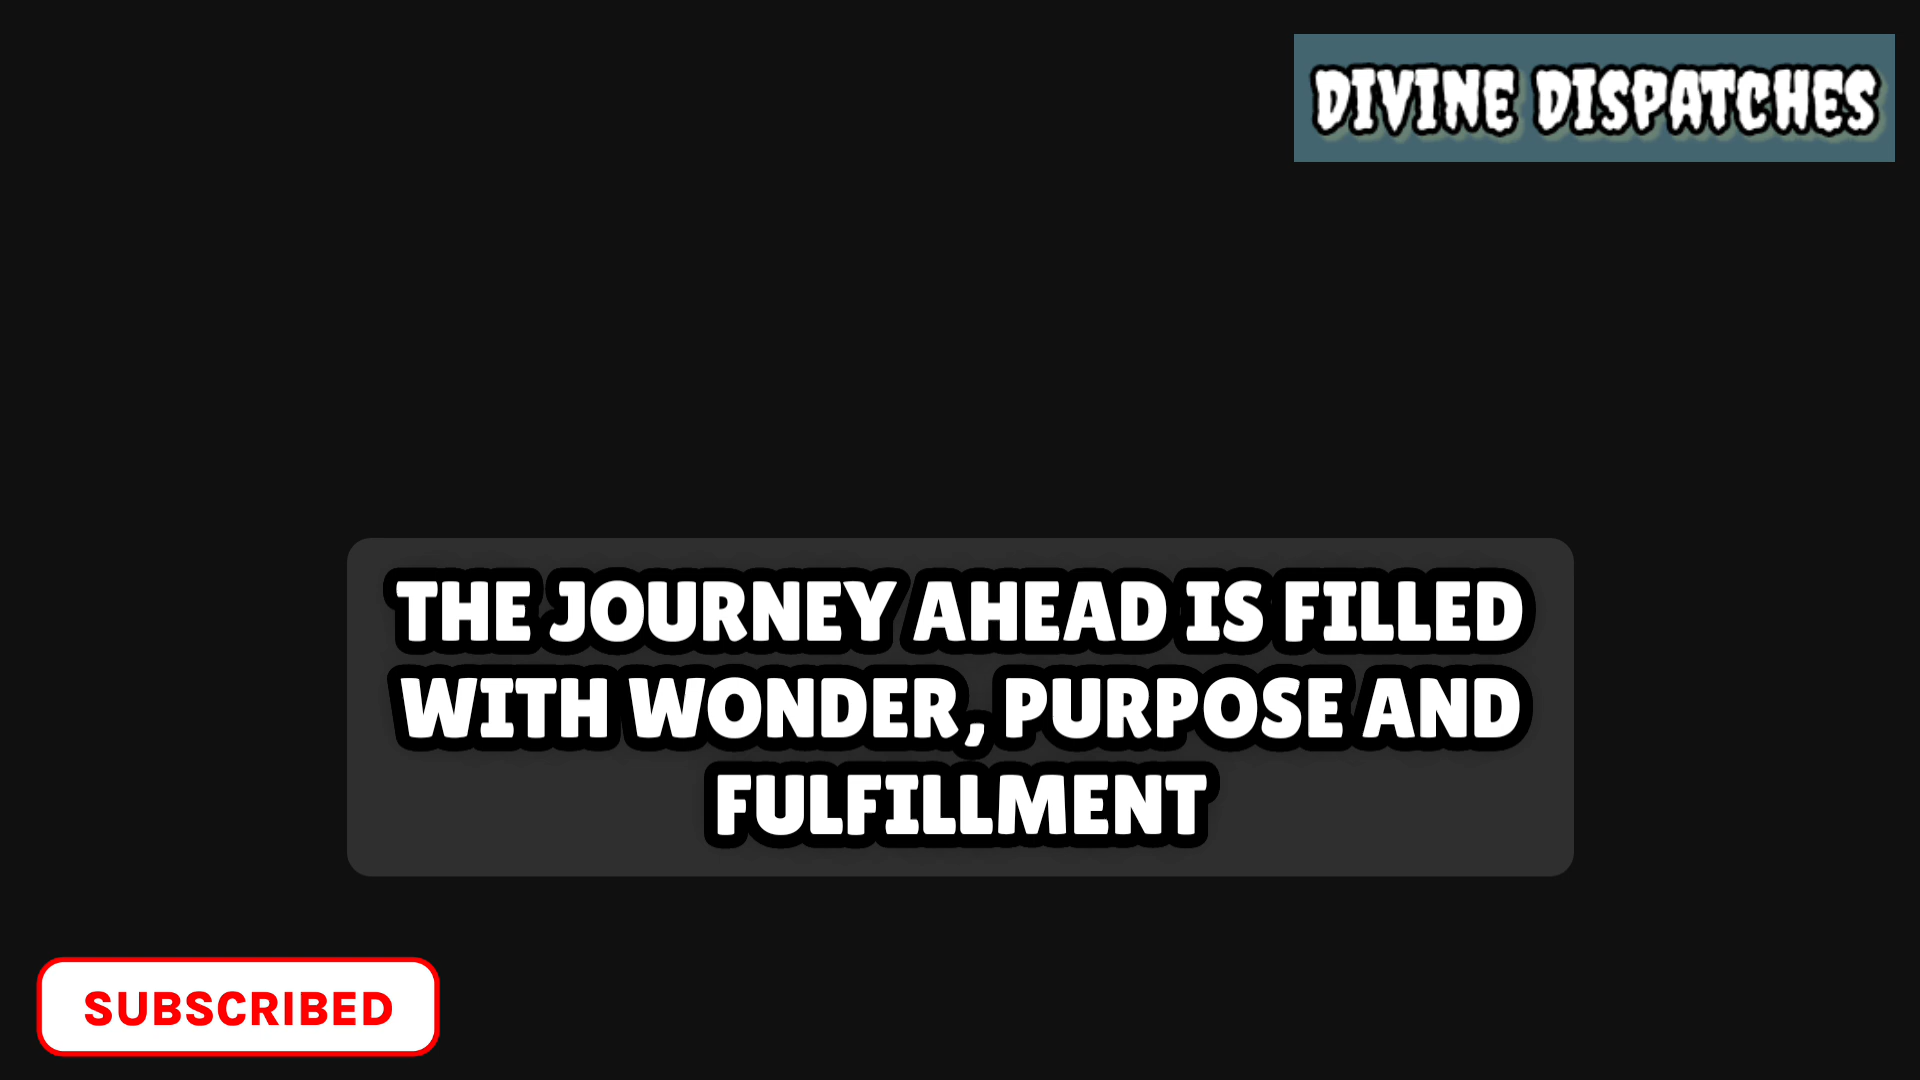 DIVINE DISPATCHES
THE JOURNEY AHEAD IS FILLED
WITH WONDER, PURPOSE AND
FULFILLMENT
SUBSCRIBED